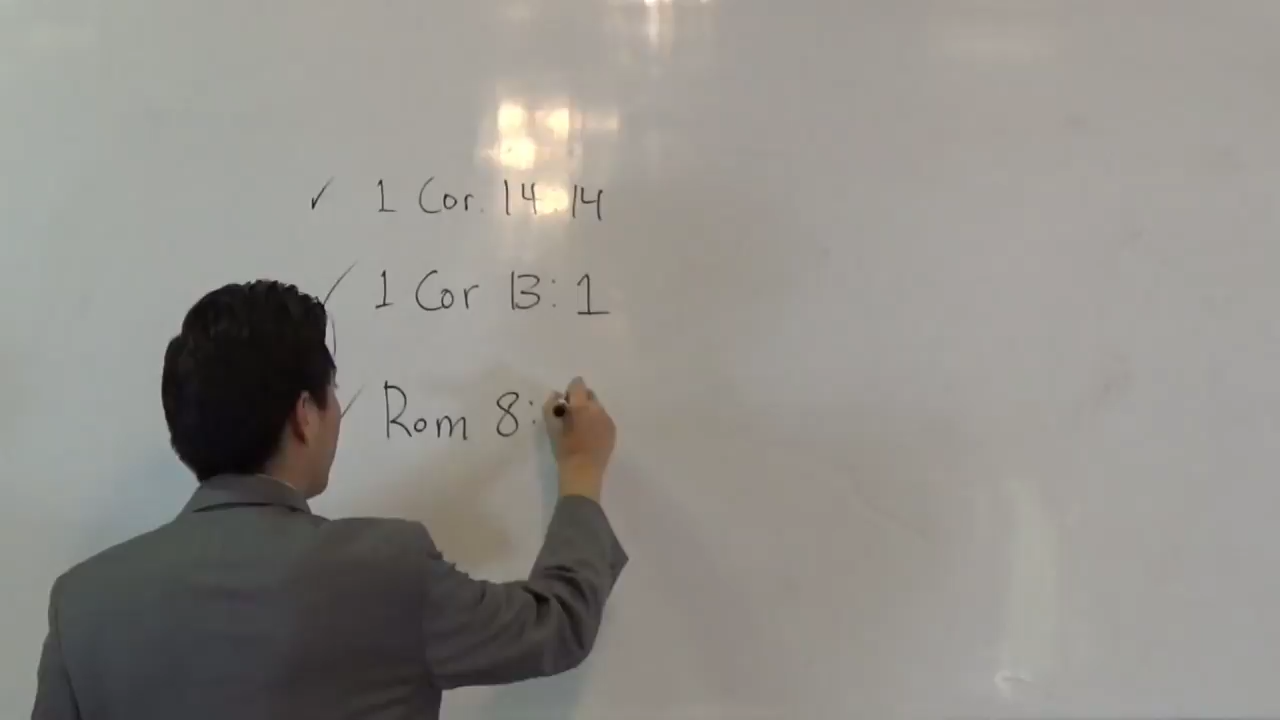 ✓ 1 Cor. 14:14
✓ 1 Cor 13:1
✓ Rom 8: